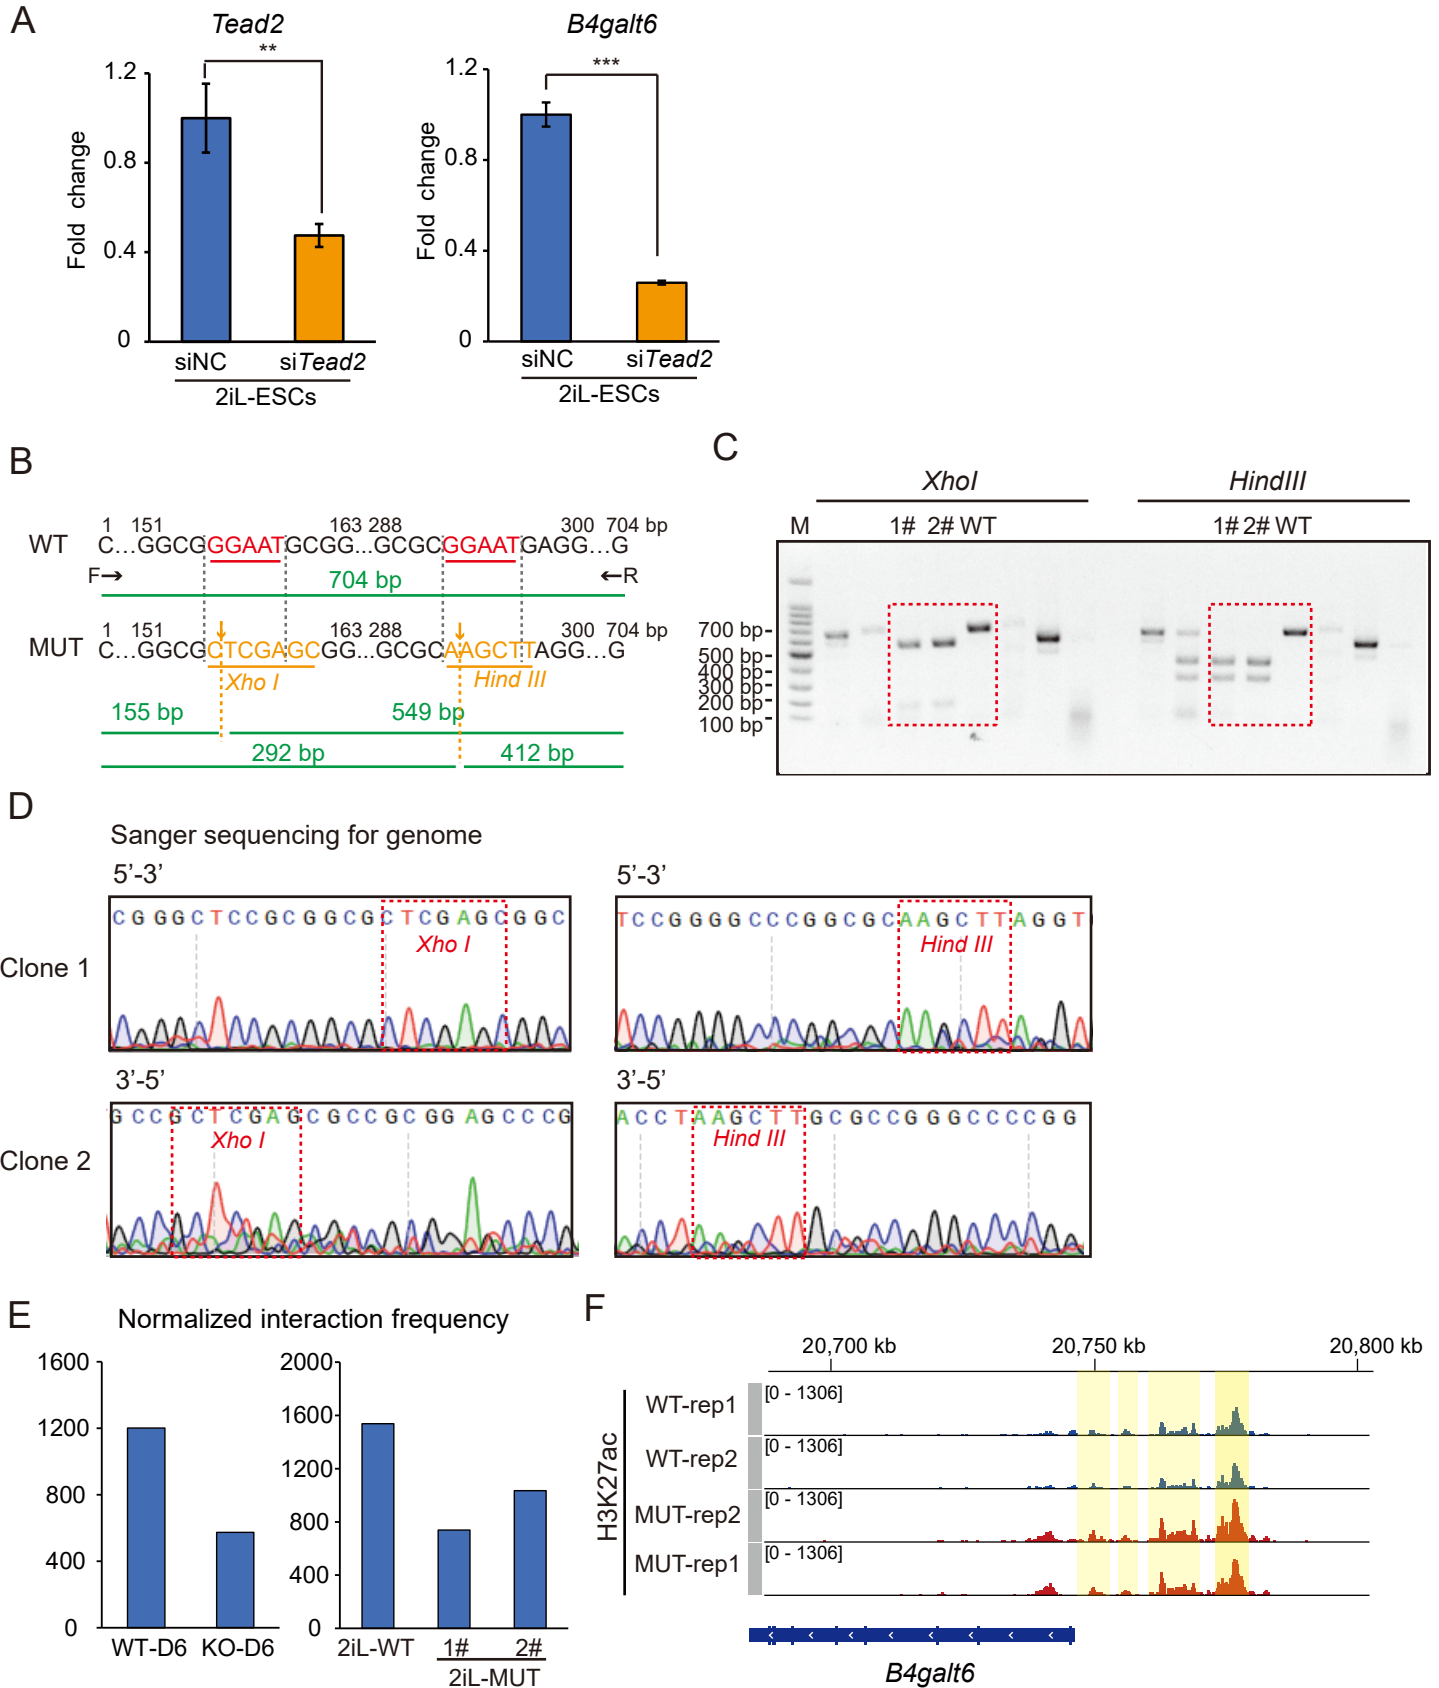 A
Tead2
**
1.2
0.8
0.4
0
Fold change
siNC
siTead2
2iL-ESCs
B4galt6
***
1.2
0.8
0.4
0
Fold change
siNC
siTead2
2iL-ESCs
B
1 151 163 288 300 704 bp
WT C...GGCGGGAATGCGG...GCGCGGAATGAGG...G
F→ 704 bp ←R
1 151 163 288 300 704 bp
MUT C...GGCGCTCGAGCGG...GCGCAAGCTTAGG...G
Xho I Hind III
155 bp 549 bp
292 bp 412 bp
C
XhoI HindIII
M 1# 2# WT 1# 2# WT
700 bp
500 bp
400 bp
300 bp
200 bp
100 bp
D
Sanger sequencing for genome
5’-3’ 5’-3’
Clone 1
CGGGCTCCGCGGCGCTCGAGCGGC
Xho I
TCCGGGGCCCGGCGCAAGCTTAGGT
Hind III
3’-5’ 3’-5’
Clone 2
GCCGCTCGAGCGCCGCGGAGCCCG
Xho I
ACCTAAGCTTGCGCCGGGCCCCGG
Hind III
E
Normalized interaction frequency
1600
1200
800
400
0
WT-D6 KO-D6
2000
1600
1200
800
400
0
2iL-WT 1# 2#
2iL-MUT
F
20,700 kb 20,750 kb 20,800 kb
H3K27ac
WT-rep1 [0 - 1306]
WT-rep2 [0 - 1306]
MUT-rep2 [0 - 1306]
MUT-rep1 [0 - 1306]
B4galt6